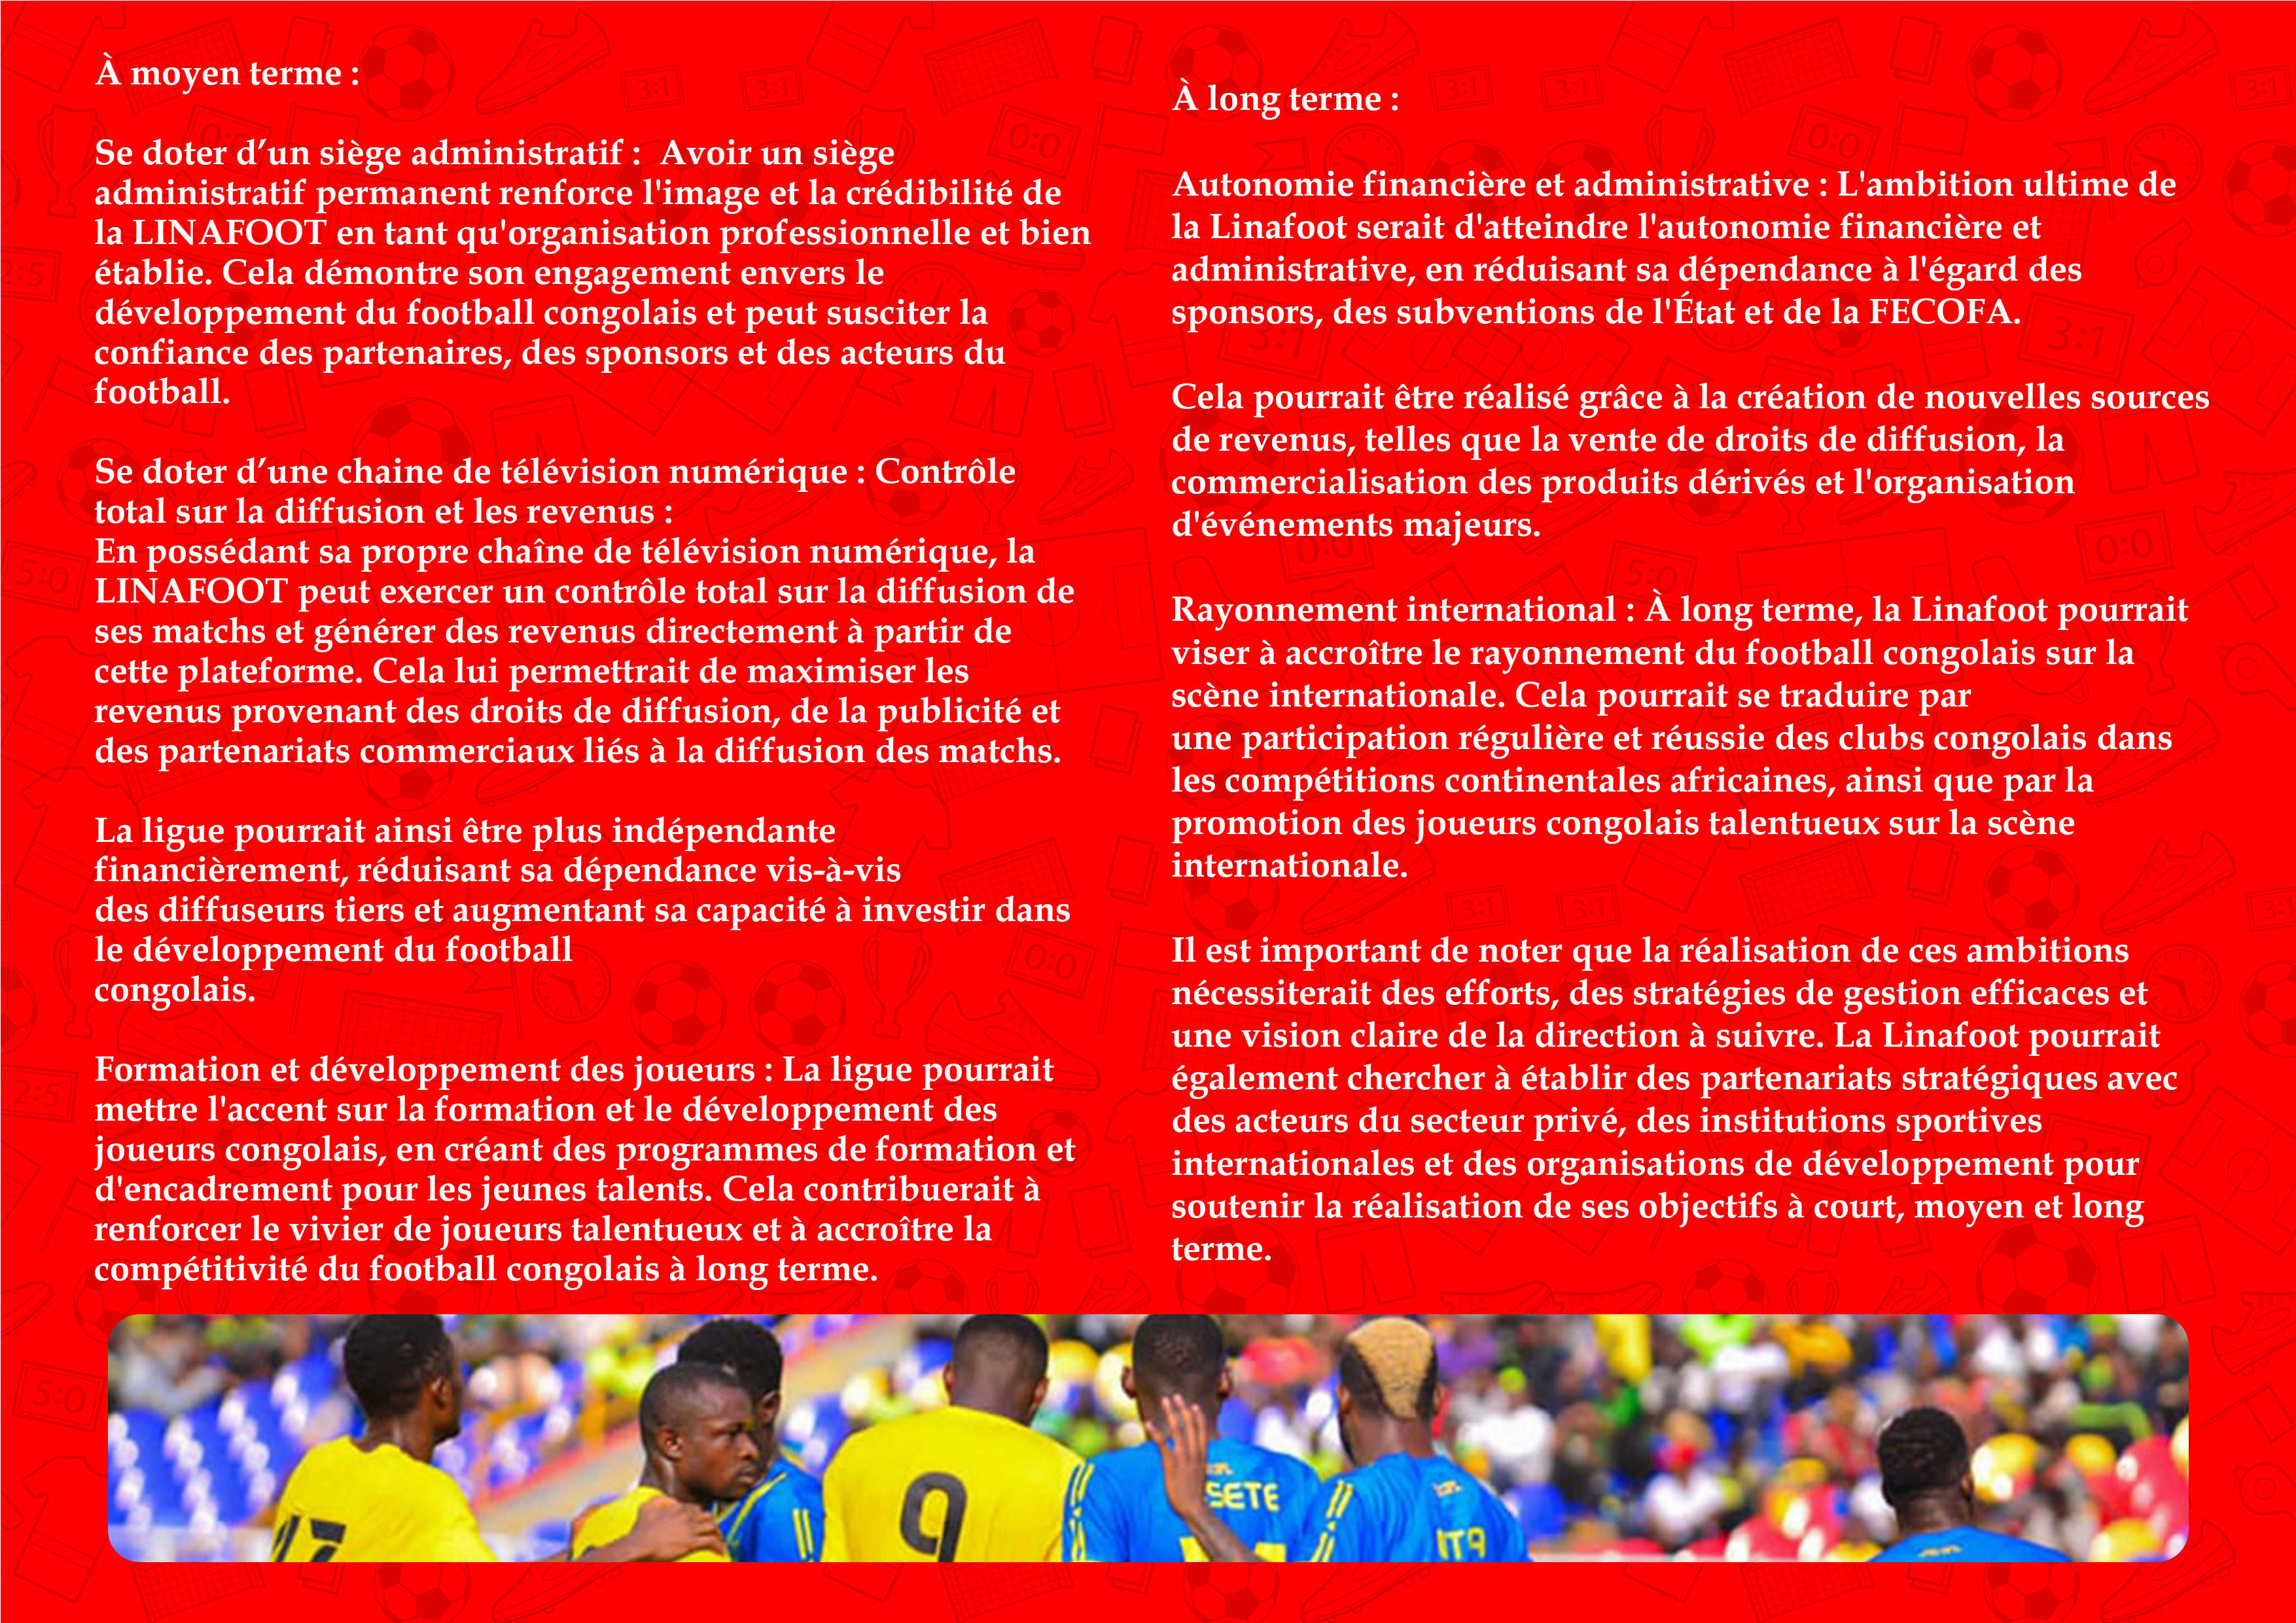 À moyen terme :
Se doter d’un siège administratif :  Avoir un siège
administratif permanent renforce l'image et la crédibilité de
la LINAFOOT en tant qu'organisation professionnelle et bien
établie. Cela démontre son engagement envers le
développement du football congolais et peut susciter la
confiance des partenaires, des sponsors et des acteurs du
football.
Se doter d’une chaine de télévision numérique : Contrôle
total sur la diffusion et les revenus :
En possédant sa propre chaîne de télévision numérique, la
LINAFOOT peut exercer un contrôle total sur la diffusion de
ses matchs et générer des revenus directement à partir de
cette plateforme. Cela lui permettrait de maximiser les
revenus provenant des droits de diffusion, de la publicité et
des partenariats commerciaux liés à la diffusion des matchs.
La ligue pourrait ainsi être plus indépendante
financièrement, réduisant sa dépendance vis-à-vis
des diffuseurs tiers et augmentant sa capacité à investir dans
le développement du football
congolais.
Formation et développement des joueurs : La ligue pourrait
mettre l'accent sur la formation et le développement des
joueurs congolais, en créant des programmes de formation et
d'encadrement pour les jeunes talents. Cela contribuerait à
renforcer le vivier de joueurs talentueux et à accroître la
compétitivité du football congolais à long terme.
À long terme :
Autonomie financière et administrative : L'ambition ultime de
la Linafoot serait d'atteindre l'autonomie financière et
administrative, en réduisant sa dépendance à l'égard des
sponsors, des subventions de l'État et de la FECOFA.
Cela pourrait être réalisé grâce à la création de nouvelles sources
de revenus, telles que la vente de droits de diffusion, la
commercialisation des produits dérivés et l'organisation
d'événements majeurs.
Rayonnement international : À long terme, la Linafoot pourrait
viser à accroître le rayonnement du football congolais sur la
scène internationale. Cela pourrait se traduire par
une participation régulière et réussie des clubs congolais dans
les compétitions continentales africaines, ainsi que par la
promotion des joueurs congolais talentueux sur la scène
internationale.
Il est important de noter que la réalisation de ces ambitions
nécessiterait des efforts, des stratégies de gestion efficaces et
une vision claire de la direction à suivre. La Linafoot pourrait
également chercher à établir des partenariats stratégiques avec
des acteurs du secteur privé, des institutions sportives
internationales et des organisations de développement pour
soutenir la réalisation de ses objectifs à court, moyen et long
terme.
9
SETE